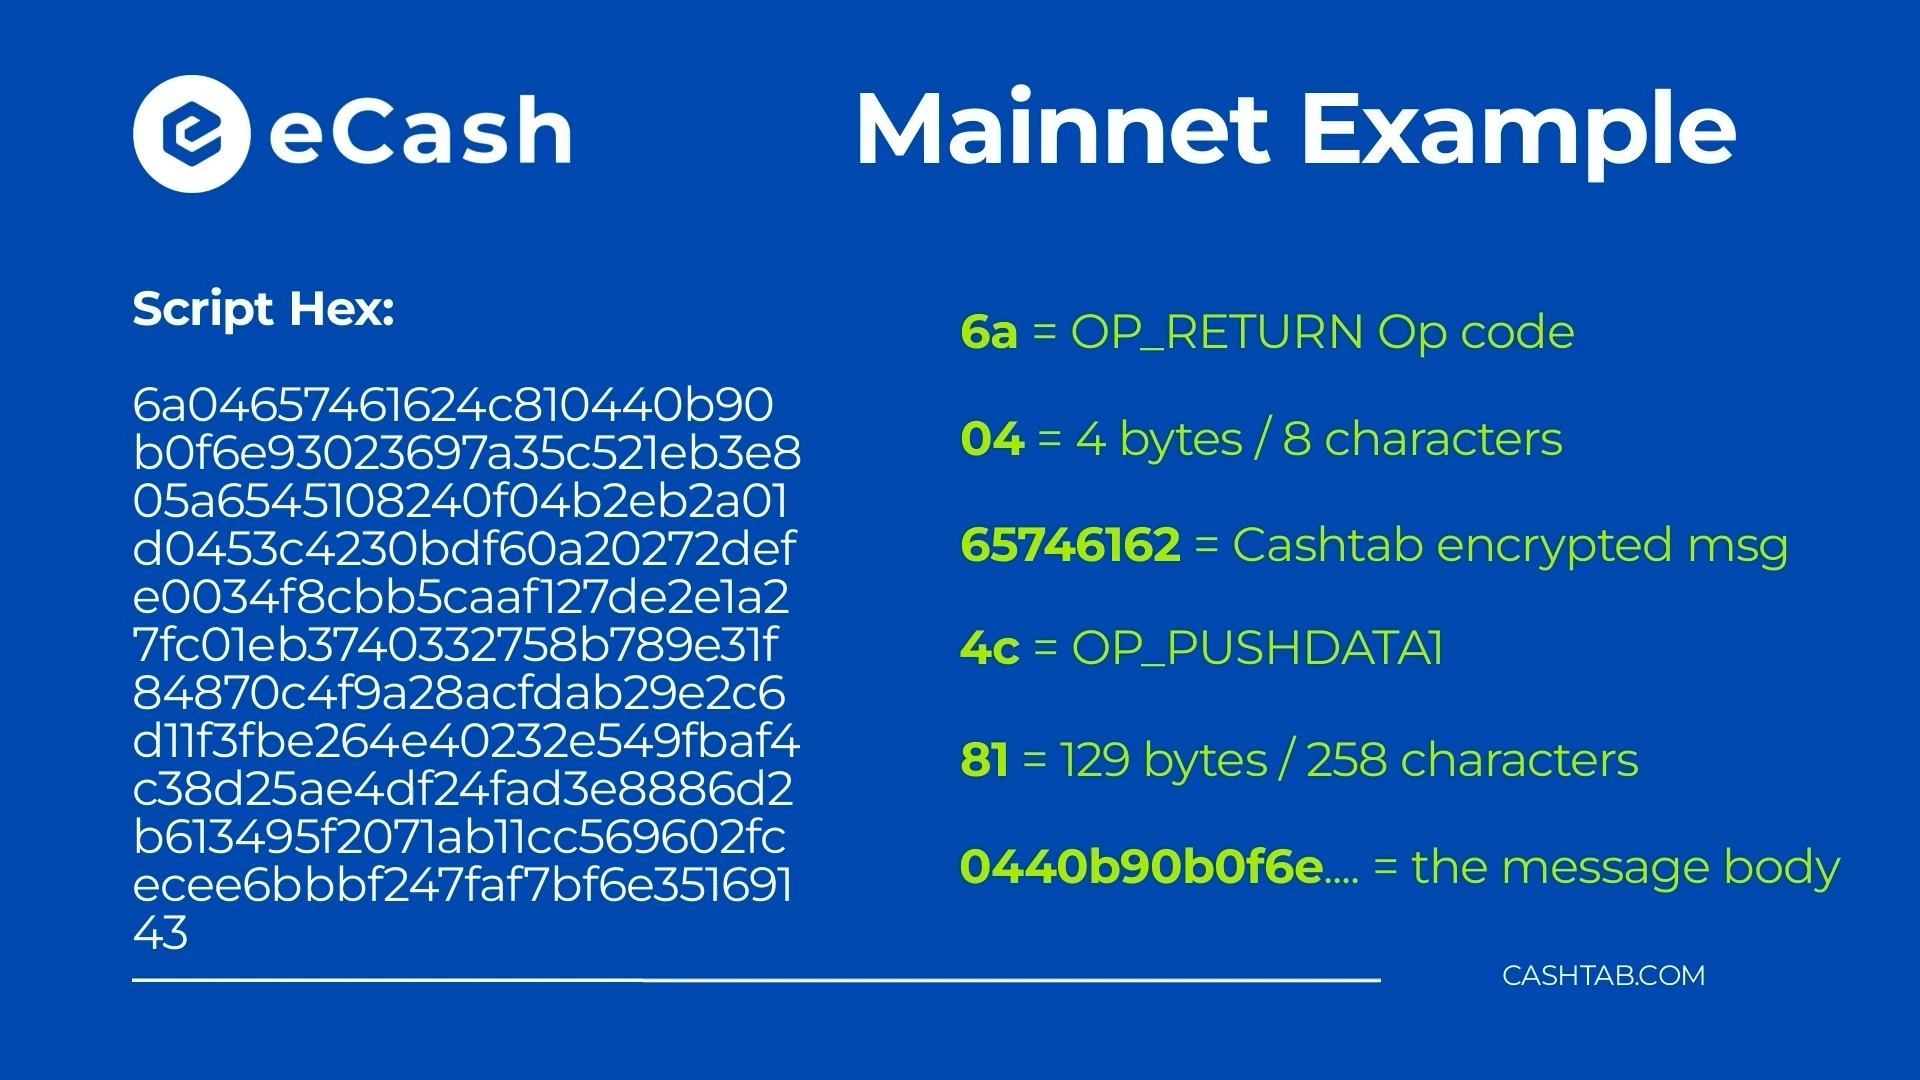 eCash
Mainnet Example
Script Hex:
6a04657461624c810440b90
b0f6e93023697a35c521eb3e8
05a6545108240f04b2eb2a01
d0453c4230bdf60a20272def
e0034f8cbb5caaf127de2e1a2
7fc01eb3740332758b789e31f
84870c4f9a28acfdab29e2c6
d11f3fbe264e40232e549fbaf4
c38d25ae4df24fad3e8886d2
b613495f2071ab11cc569602fc
ecee6bbbf247faf7bf6e351691
43
6a = OP_RETURN Op code
04 = 4 bytes / 8 characters
65746162 = Cashtab encrypted msg
4c = OP_PUSHDATA1
81 = 129 bytes / 258 characters
0440b90b0f6e.... = the message body
CASHTAB.COM